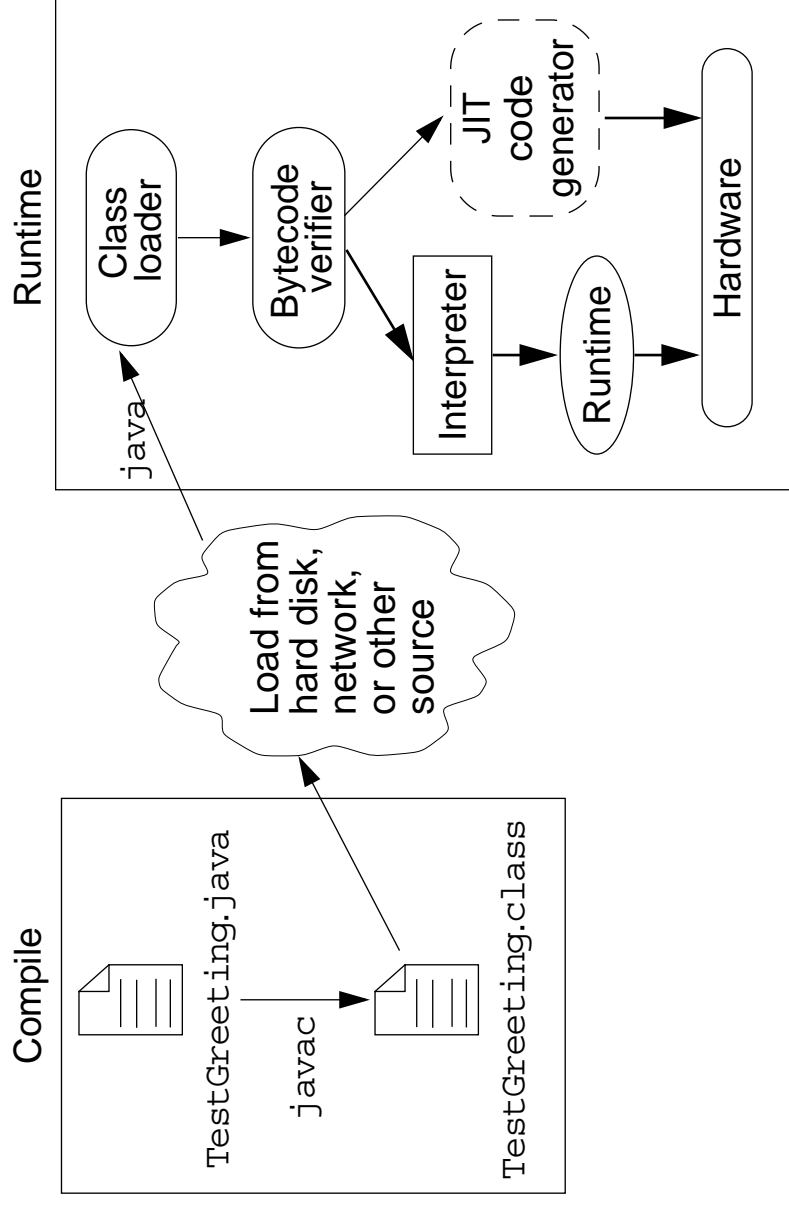 Compile
TestGreeting.java
javac
TestGreeting.class
Load from
hard disk,
network,
or other
source
java
Runtime
Class
loader
Bytecode
verifier
Interpreter
Runtime
JIT
code
generator
Hardware